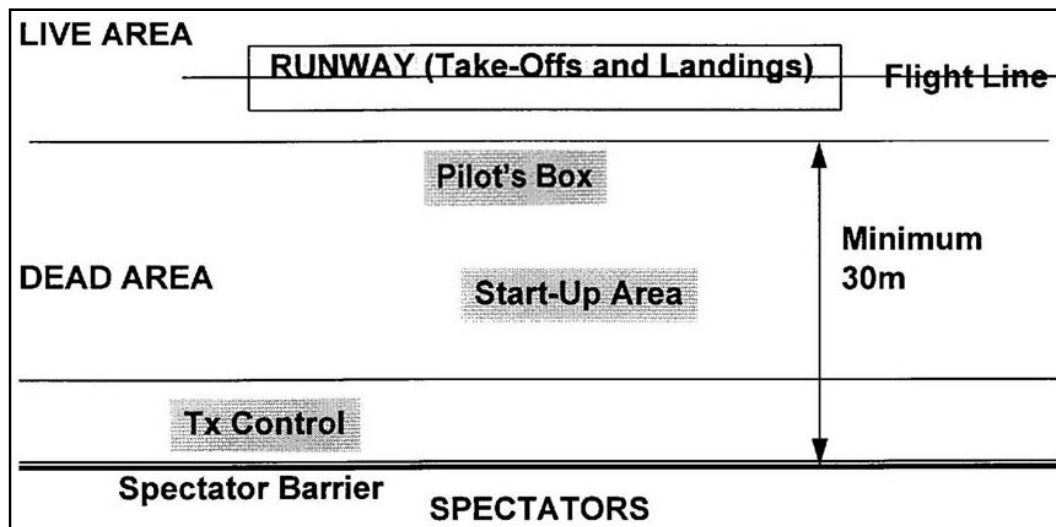 LIVE AREA
RUNWAY (Take-Offs and Landings)
Flight Line
Pilot's Box
Minimum
30m
DEAD AREA
Start-Up Area
Tx Control
Spectator Barrier
SPECTATORS